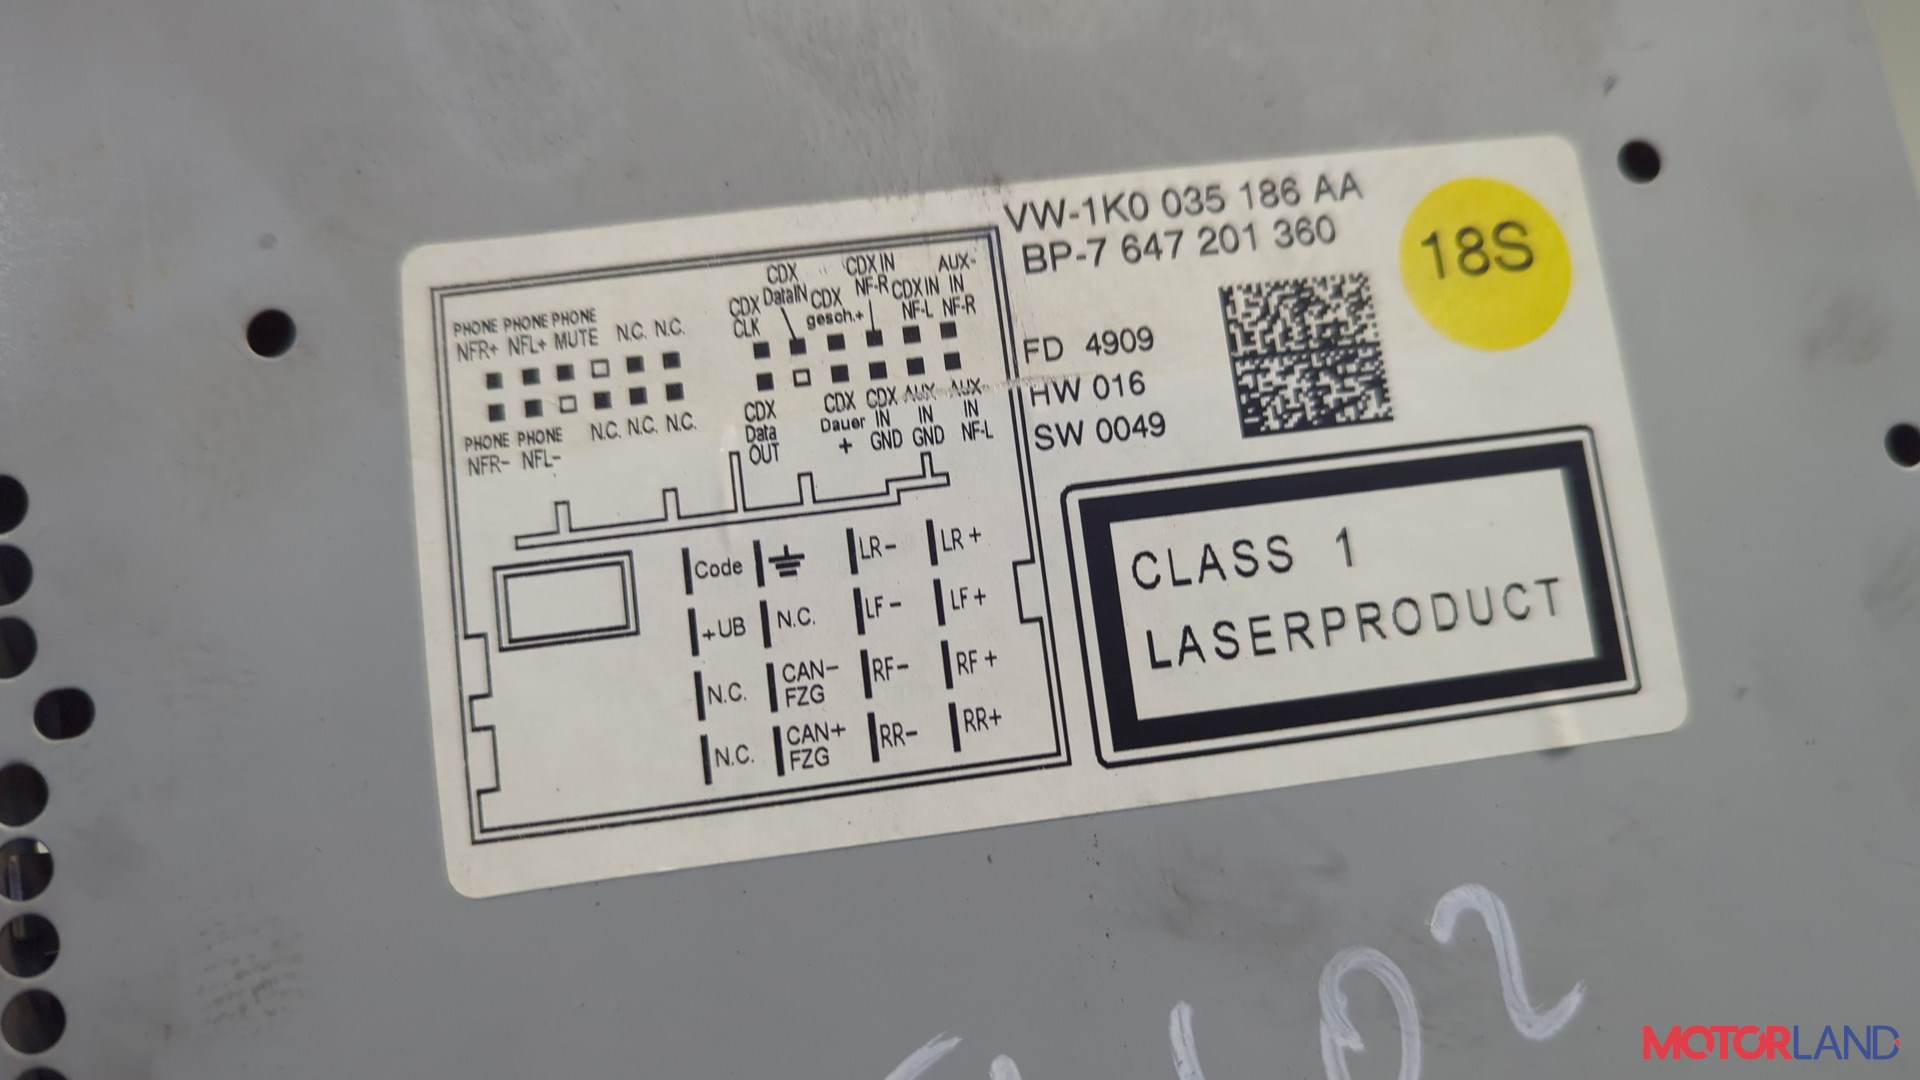 VW-1K0 035 186 AA
BP-7 647 201 360
18S
FD 4909
HW 016
SW 0049
CLASS 1
LASERPRODUCT
PHONE PHONE PHONE
NFR+ NFL+ MUTE N.C. N.C.
PHONE PHONE N.C. N.C. N.C.
NFR- NFL-
CDX
CLK
CDX
DataIN
CDX
gesch.+
CDX IN
NF-R
CDX IN
NF-L
AUX-
IN
NF-R
CDX
Data
OUT
CDX
Dauer
+
CDX
IN
GND
AUX-
IN
GND
AUX-
IN
NF-L
Code LR- LR+
+UB N.C. LF- LF+
N.C. CAN- FZG RF- RF+
N.C. CAN+ FZG RR- RR+
02
MOTORLAND